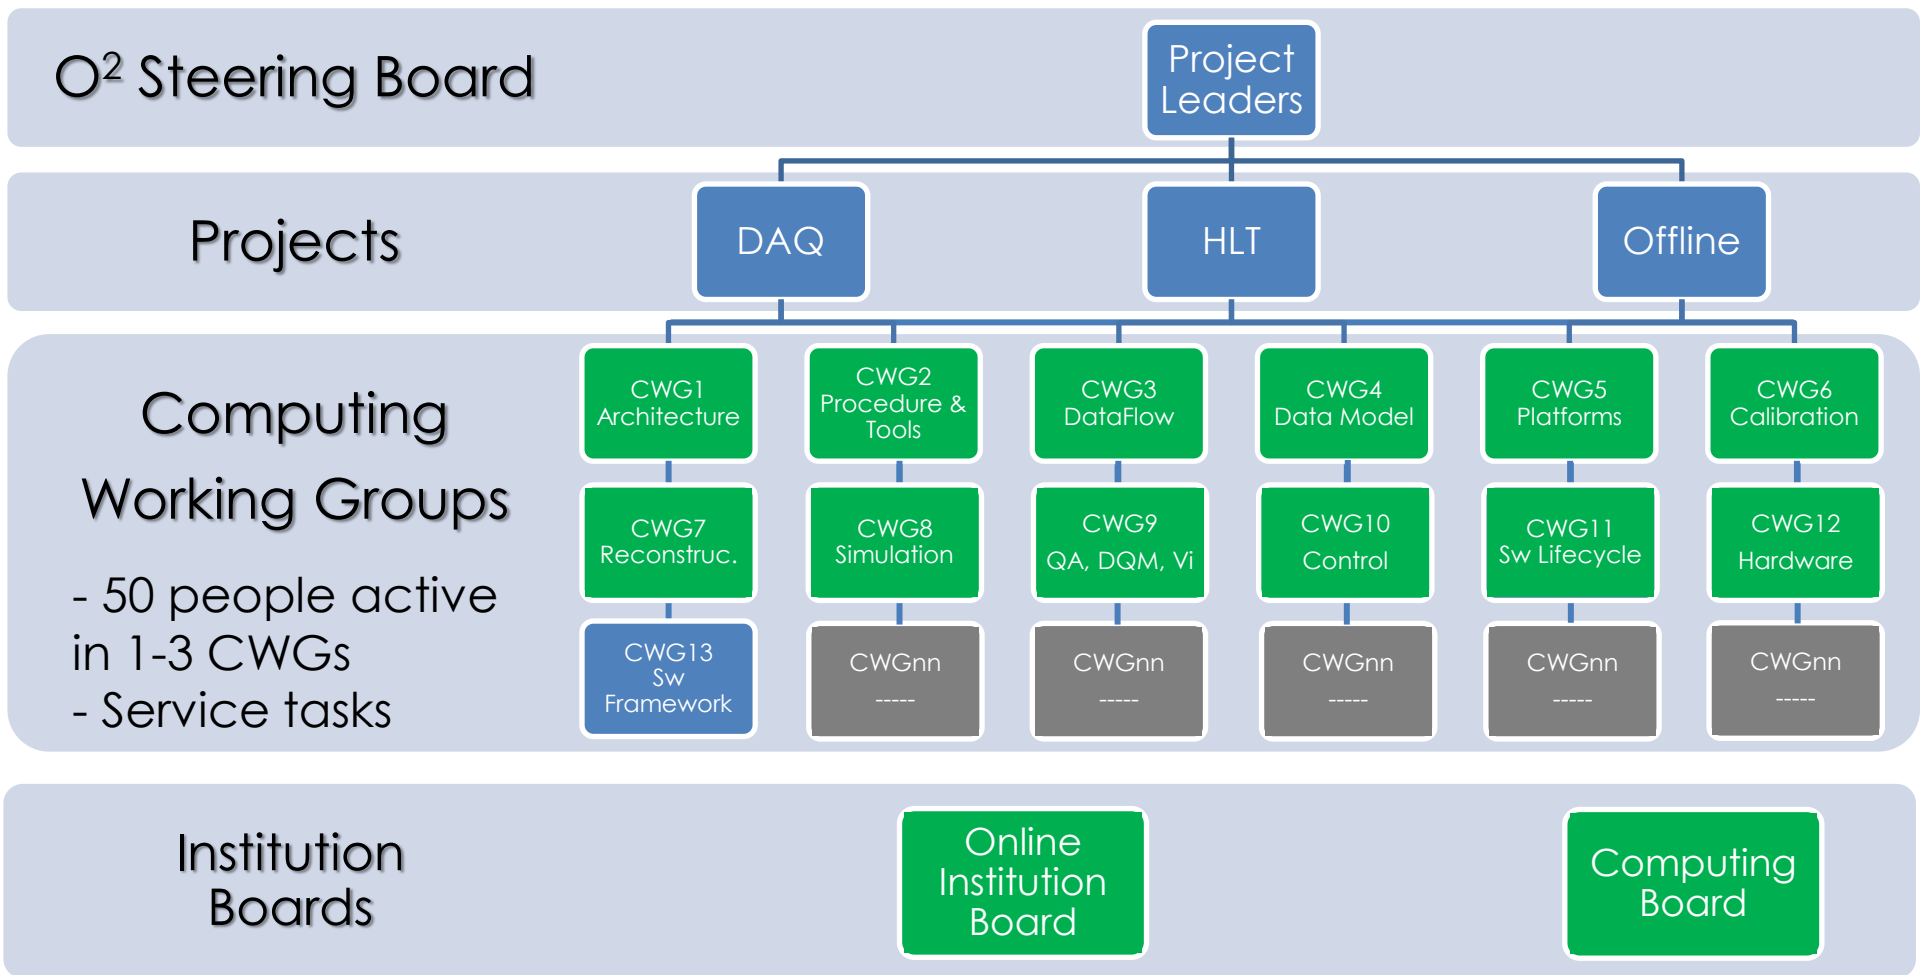 O² Steering Board
Project
Leaders
Projects
DAQ
HLT
Offline
Computing
Working Groups
- 50 people active
in 1-3 CWGs
- Service tasks
CWG1
Architecture
CWG2
Procedure &
Tools
CWG3
DataFlow
CWG4
Data Model
CWG5
Platforms
CWG6
Calibration
CWG7
Reconstruc.
CWG8
Simulation
CWG9
QA, DQM, Vi
CWG10
Control
CWG11
Sw Lifecycle
CWG12
Hardware
CWG13
Sw
Framework
CWGnn
-----
CWGnn
-----
CWGnn
-----
CWGnn
-----
CWGnn
-----
Institution
Boards
Online
Institution
Board
Computing
Board